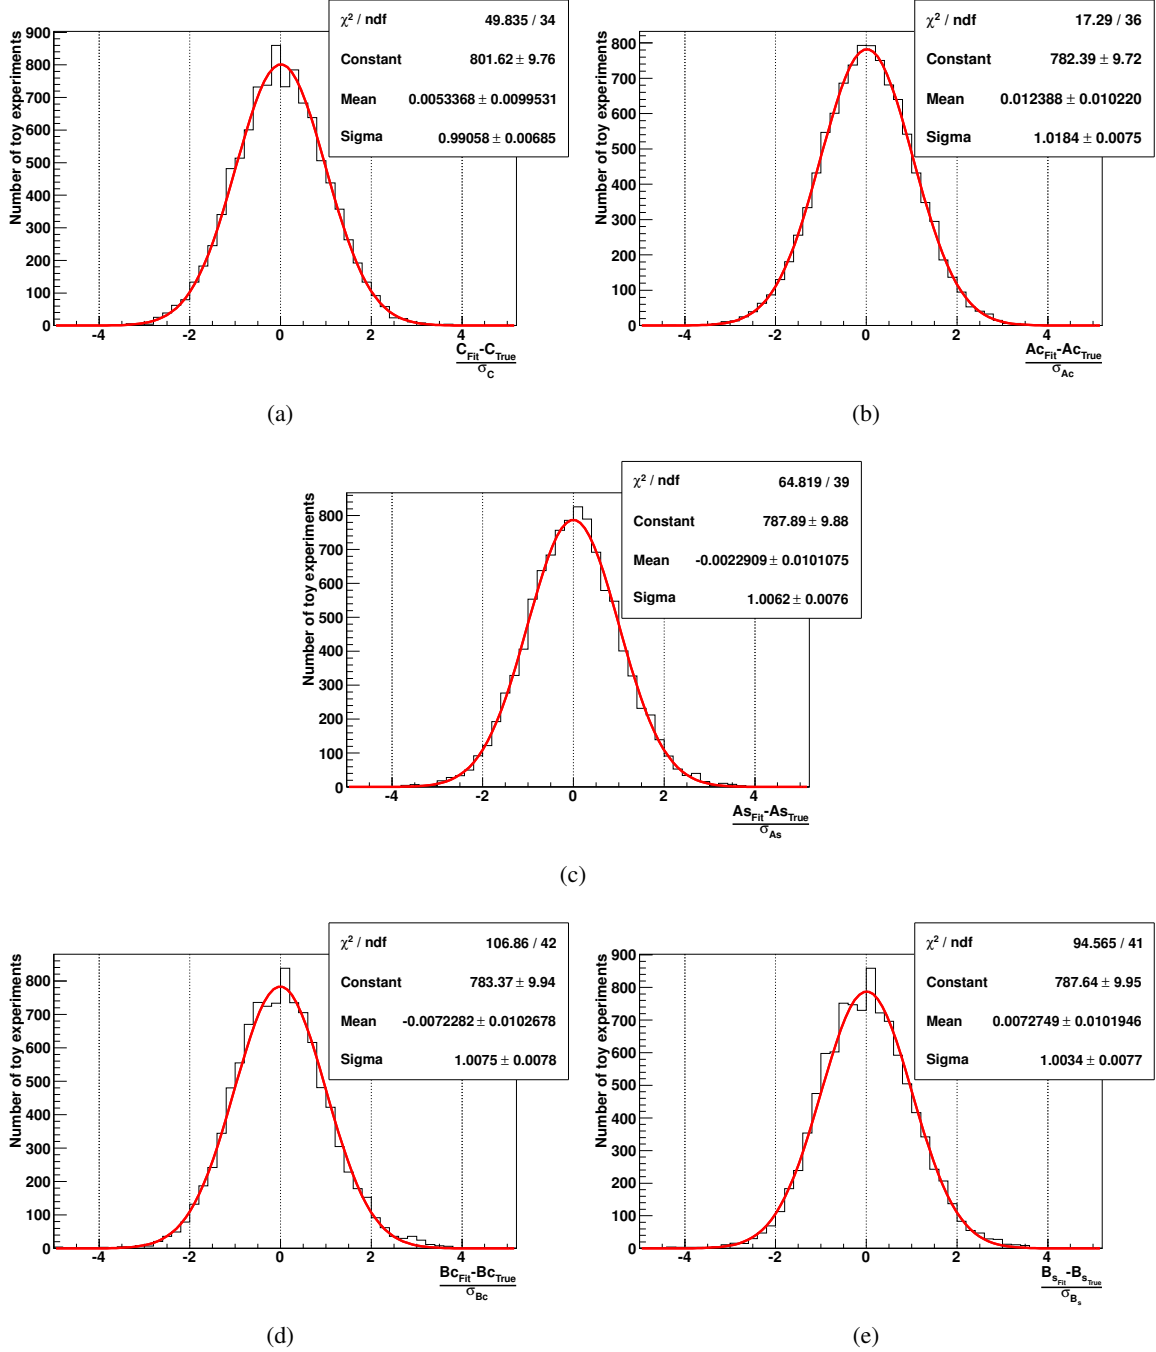 χ² / ndf 49.835 / 34
Constant 801.62 ± 9.76
Mean 0.0053368 ± 0.0099531
Sigma 0.99058 ± 0.00685
Number of toy experiments
900
800
700
600
500
400
300
200
100
0
-4 -2 0 2 4
C_Fit-C_True
σ_C
(a)
χ² / ndf 17.29 / 36
Constant 782.39 ± 9.72
Mean 0.012388 ± 0.010220
Sigma 1.0184 ± 0.0075
Number of toy experiments
800
700
600
500
400
300
200
100
0
-4 -2 0 2 4
Ac_Fit-Ac_True
σ_Ac
(b)
χ² / ndf 64.819 / 39
Constant 787.89 ± 9.88
Mean -0.0022909 ± 0.0101075
Sigma 1.0062 ± 0.0076
Number of toy experiments
800
700
600
500
400
300
200
100
0
-4 -2 0 2 4
As_Fit-As_True
σ_As
(c)
χ² / ndf 106.86 / 42
Constant 783.37 ± 9.94
Mean -0.0072282 ± 0.0102678
Sigma 1.0075 ± 0.0078
Number of toy experiments
800
700
600
500
400
300
200
100
0
-4 -2 0 2 4
Bc_Fit-Bc_True
σ_Bc
(d)
χ² / ndf 94.565 / 41
Constant 787.64 ± 9.95
Mean 0.0072749 ± 0.0101946
Sigma 1.0034 ± 0.0077
Number of toy experiments
900
800
700
600
500
400
300
200
100
0
-4 -2 0 2 4
B_s_Fit-B_s_True
σ_B_s
(e)